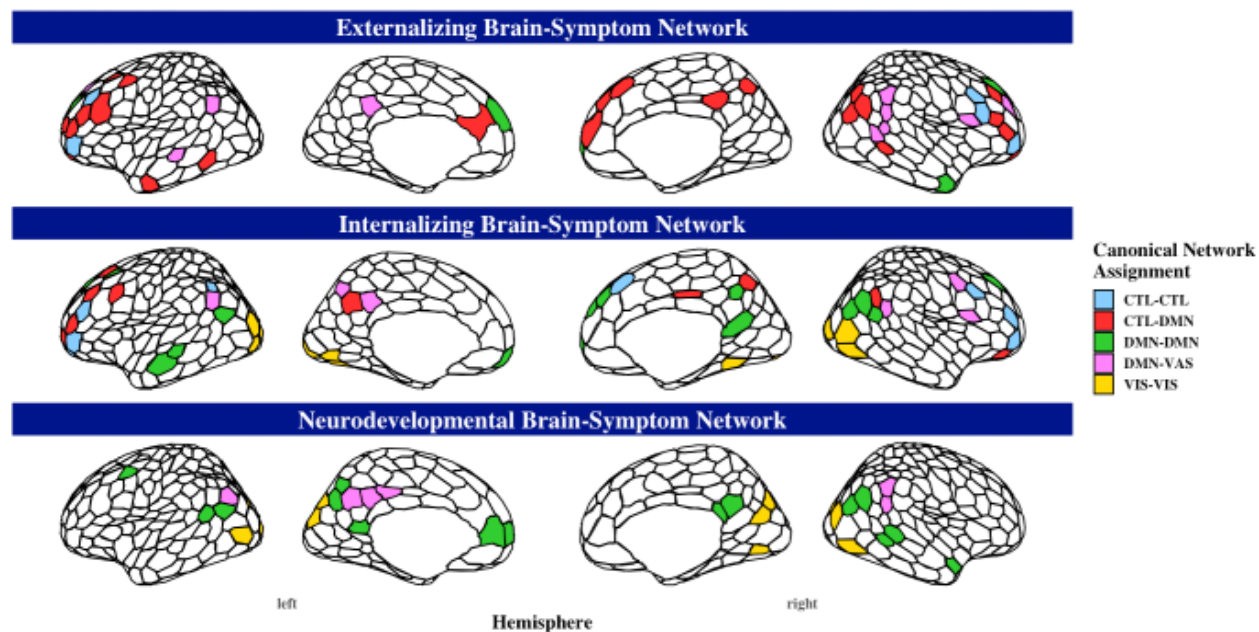 Externalizing Brain-Symptom Network
Internalizing Brain-Symptom Network
Canonical Network
Assignment
CTL-CTL
CTL-DMN
DMN-DMN
DMN-VAS
VIS-VIS
Neurodevelopmental Brain-Symptom Network
left
right
Hemisphere